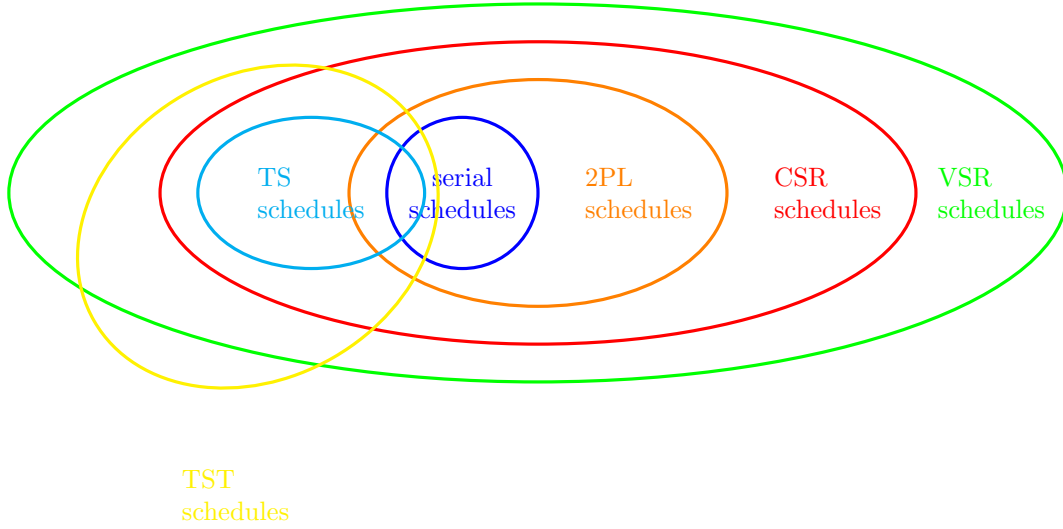 TS
schedules
serial
schedules
2PL
schedules
CSR
schedules
VSR
schedules
TST
schedules